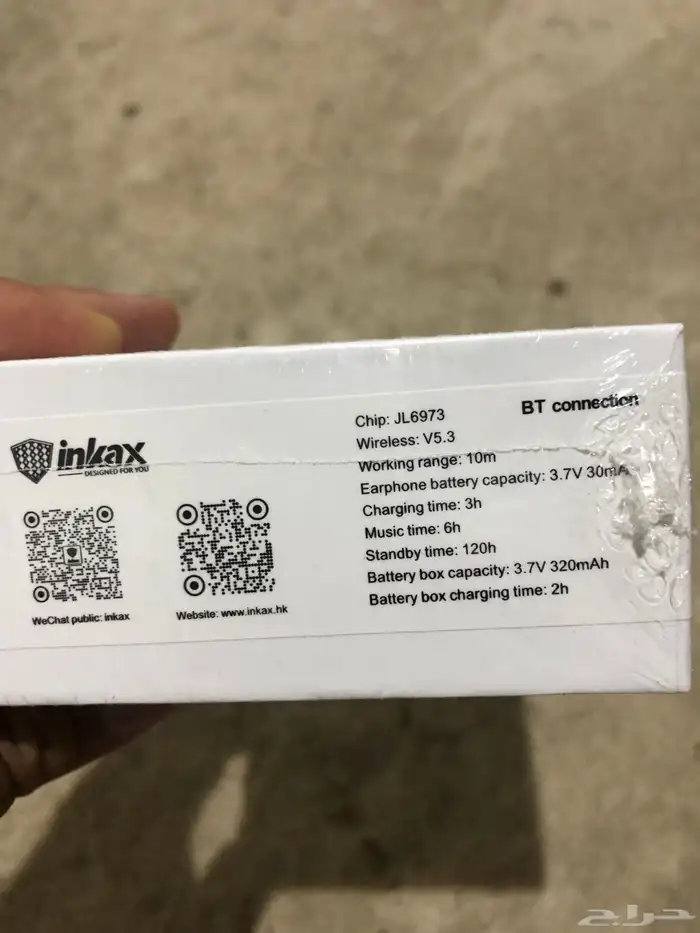 inkax
DESIGNED FOR YOU
WeChat public: inkax
Website: www.inkax.hk
BT connection
Chip: JL6973
Wireless: V5.3
Working range: 10m
Earphone battery capacity: 3.7V 30mA
Charging time: 3h
Music time: 6h
Standby time: 120h
Battery box capacity: 3.7V 320mAh
Battery box charging time: 2h
حراج